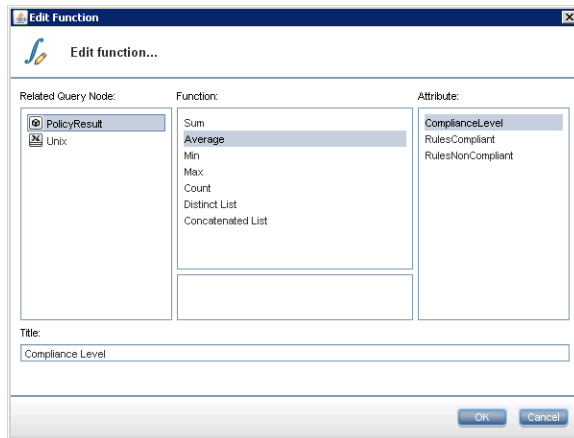 Edit Function
Edit function...
Related Query Node:
PolicyResult
Unix
Function:
Sum
Average
Min
Max
Count
Distinct List
Concatenated List
Attribute:
ComplianceLevel
RulesCompliant
RulesNonCompliant
Title:
Compliance Level
OK
Cancel